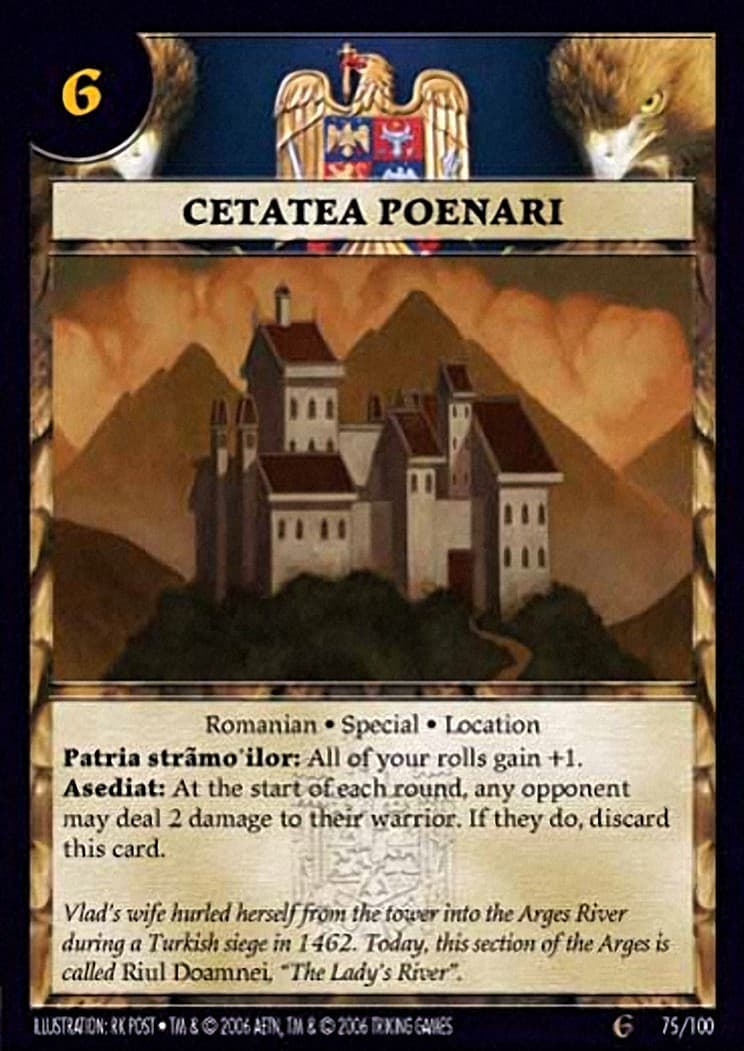 6
CETATEA POENARI
Romanian • Special • Location
Patria strãmo'ilor: All of your rolls gain +1.
Asediat: At the start of each round, any opponent
may deal 2 damage to their warrior. If they do, discard
this card.
Vlad's wife hurled herself from the tower into the Arges River
during a Turkish siege in 1462. Today, this section of the Arges is
called Riul Doamnei, "The Lady's River".
ILLUSTRATION: RK POST • TM & © 2006 AETN, TM & © 2006 TRIKING GAMES
G 75/100